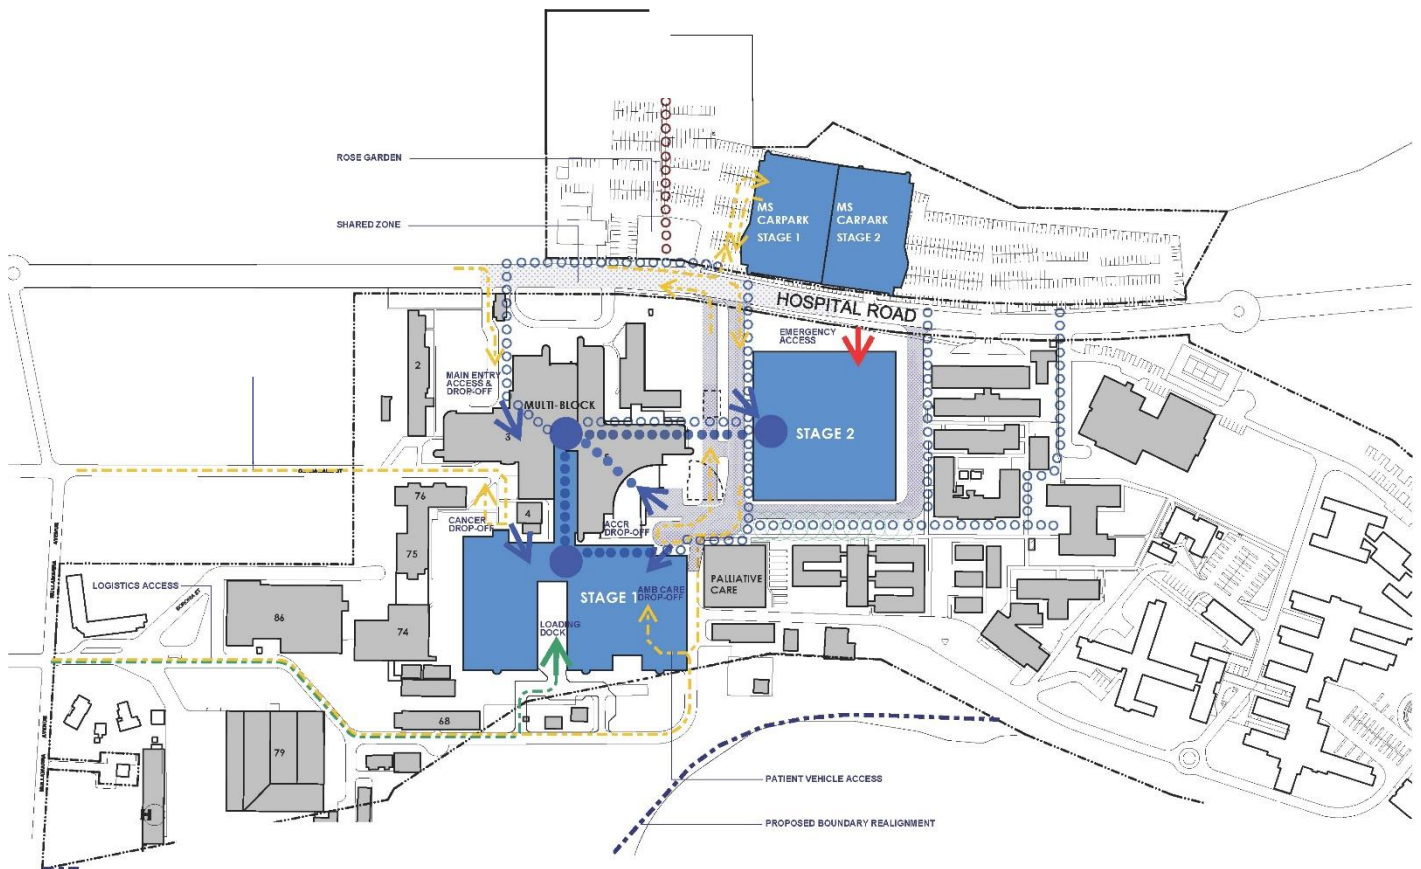 ROSE GARDEN
SHARED ZONE
MS
CARPARK
STAGE 1
MS
CARPARK
STAGE 2
HOSPITAL ROAD
EMERGENCY
ACCESS
2
MAIN ENTRY
ACCESS &
DROP-OFF
MULTI-BLOCK
3
5
STAGE 2
76
4
CANCER
DROP-OFF
ACCR
DROP-OFF
75
LOGISTICS ACCESS
86
74
STAGE 1
AMB CARE
DROP-OFF
PALLIATIVE
CARE
LOADING
DOCK
68
79
H
PATIENT VEHICLE ACCESS
PROPOSED BOUNDARY REALIGNMENT
AVENUE
AVENUE